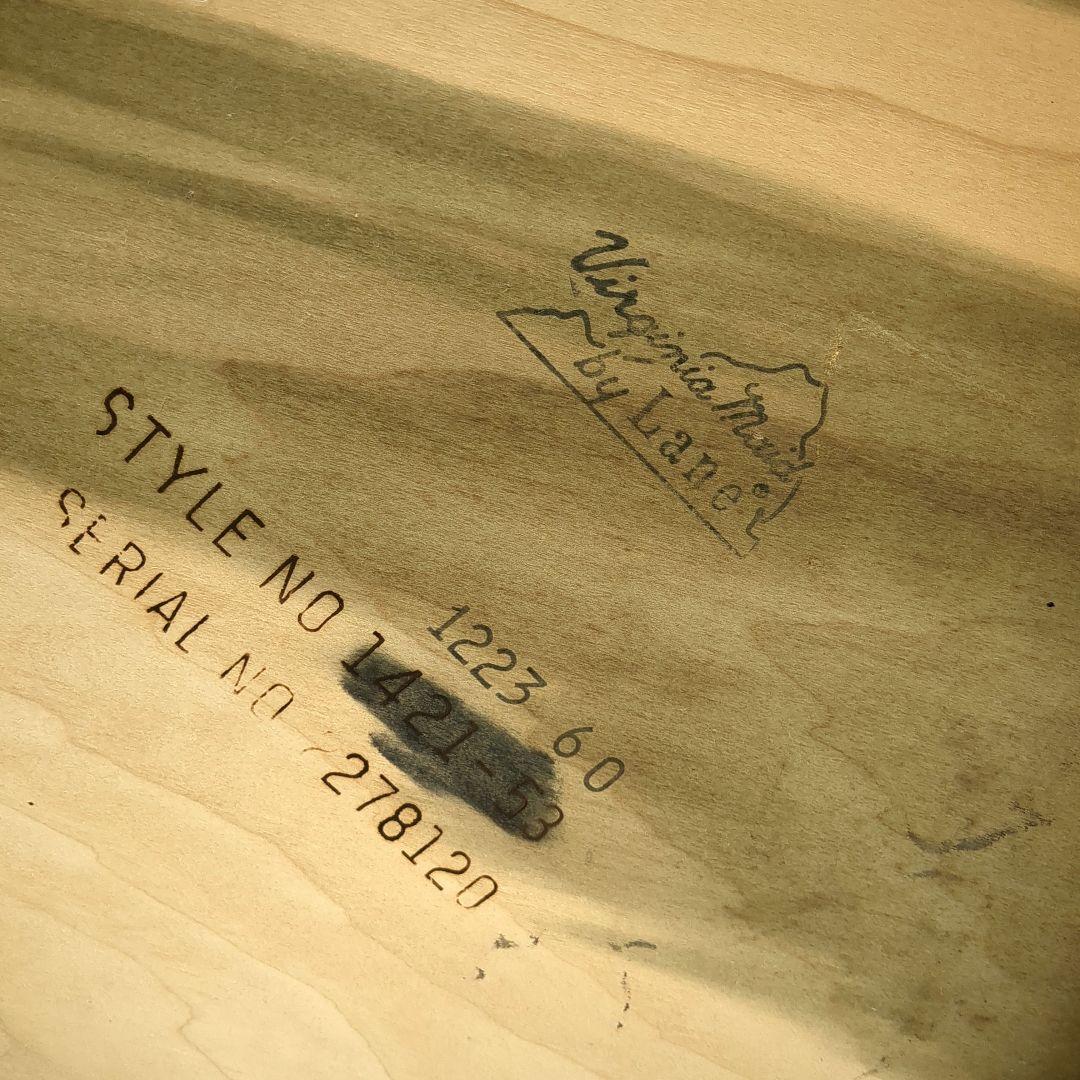 Virginia Maid
by Lane®
1223 60
STYLE NO 1421-53
SERIAL NO 278120